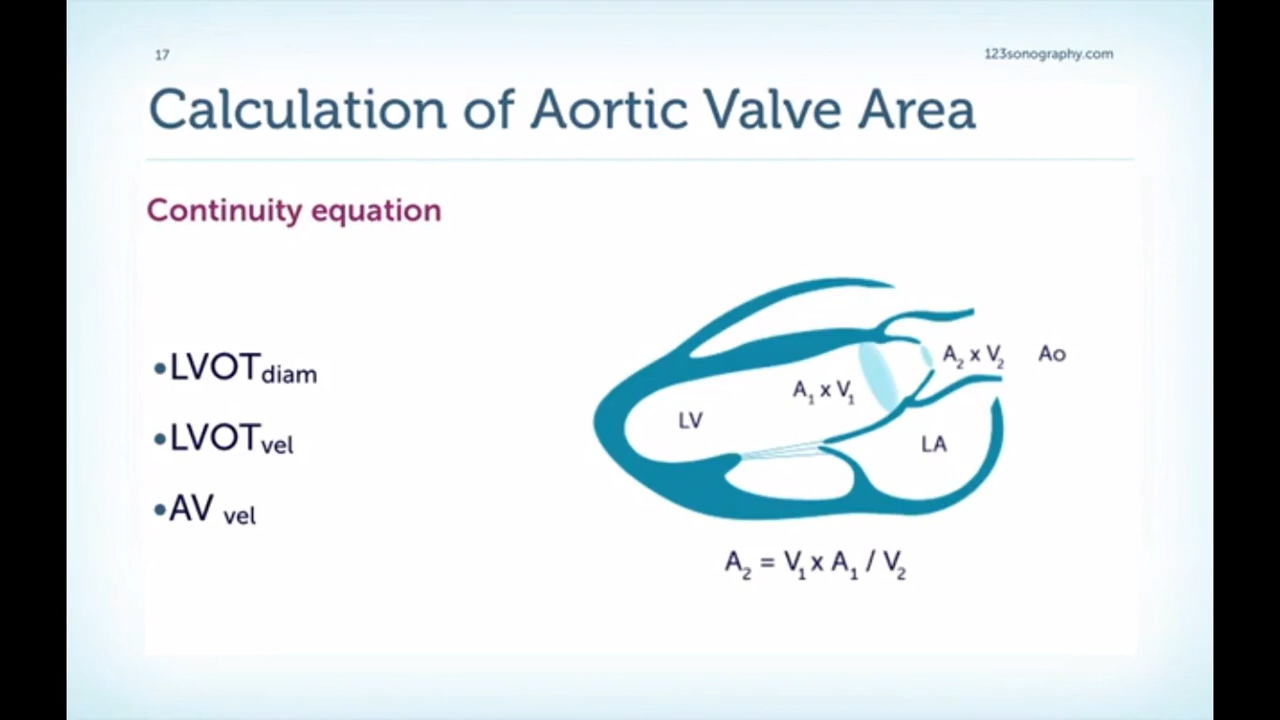 17
123sonography.com
Calculation of Aortic Valve Area
Continuity equation
•LVOTdiam
•LVOTvel
•AV vel
A2 x V2
Ao
A1 x V1
LV
LA
A2 = V1 x A1 / V2